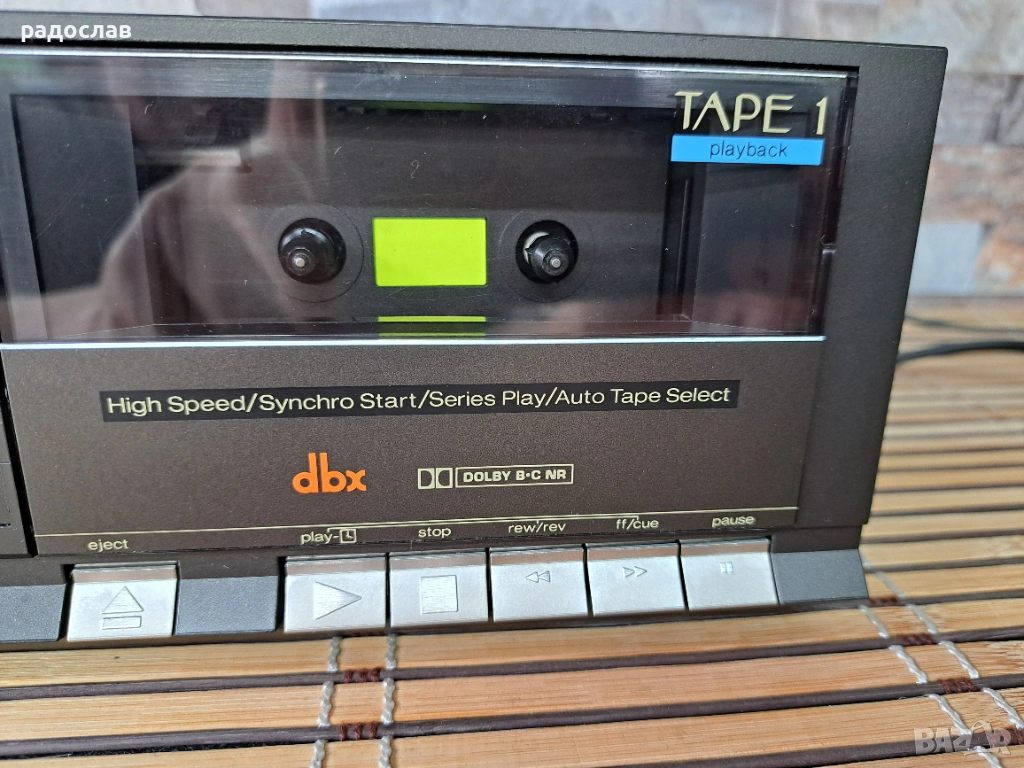 радослав
TAPE 1
playback
High Speed/Synchro Start/Series Play/Auto Tape Select
dbx
DOLBY B•C NR
eject
play-
stop
rew/rev
ff/cue
pause
BAZAR